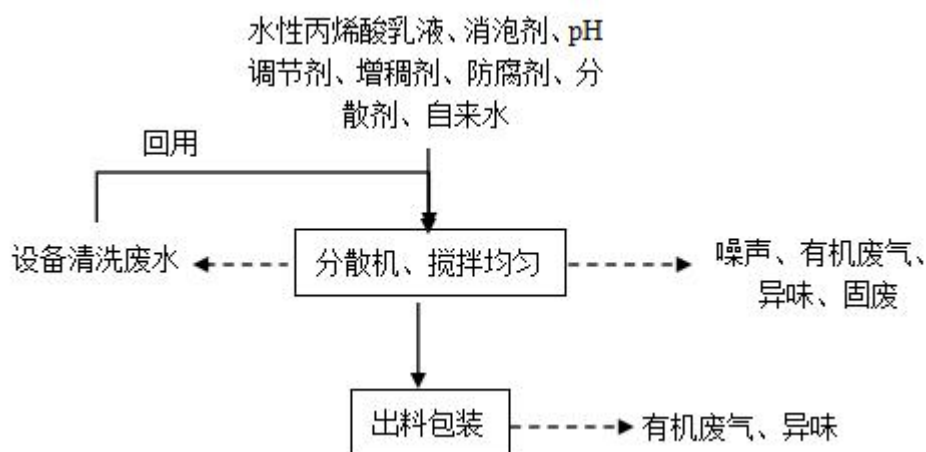 水性丙烯酸乳液、消泡剂、pH
调节剂、增稠剂、防腐剂、分
散剂、自来水
回用
设备清洗废水
分散机、搅拌均匀
噪声、有机废气、
异味、固废
出料包装
有机废气、异味